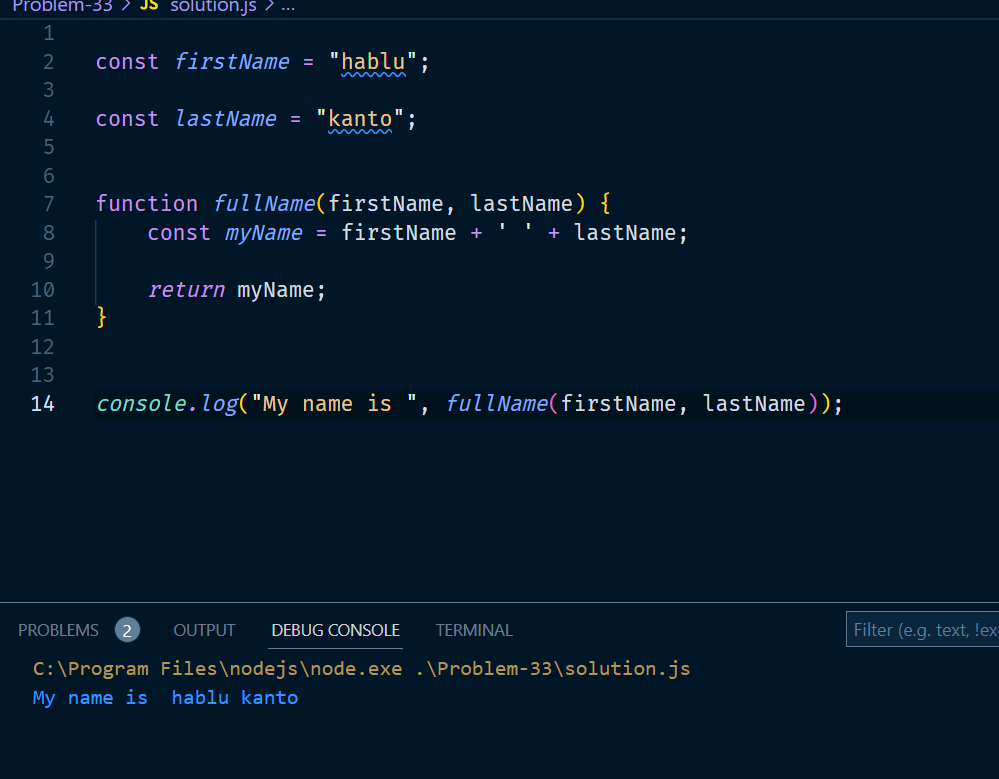 Problem-33 > JS solution.js > ...
1
2 const firstName = "hablu";
3
4 const lastName = "kanto";
5
6
7 function fullName(firstName, lastName) {
8     const myName = firstName + ' ' + lastName;
9
10     return myName;
11 }
12
13
14 console.log("My name is ", fullName(firstName, lastName));
PROBLEMS 2 OUTPUT DEBUG CONSOLE TERMINAL Filter (e.g. text, !exc
C:\Program Files\nodejs\node.exe .\Problem-33\solution.js
My name is  hablu kanto